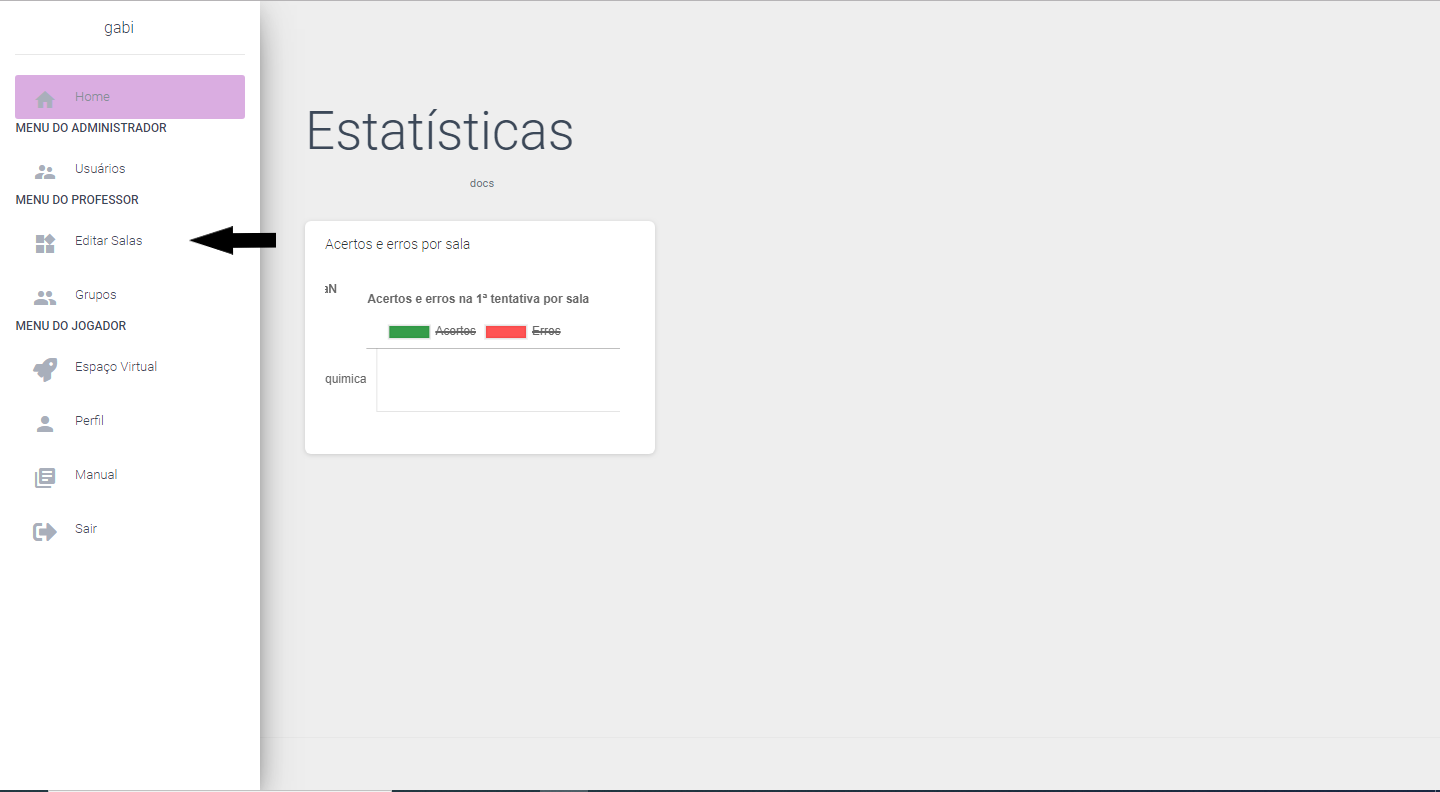 gabi
Home
MENU DO ADMINISTRADOR
Usuários
MENU DO PROFESSOR
Editar Salas
Grupos
MENU DO JOGADOR
Espaço Virtual
Perfil
Manual
Sair
Estatísticas
docs
Acertos e erros por sala
aN
Acertos e erros na 1ª tentativa por sala
Acertos Erros
quimica